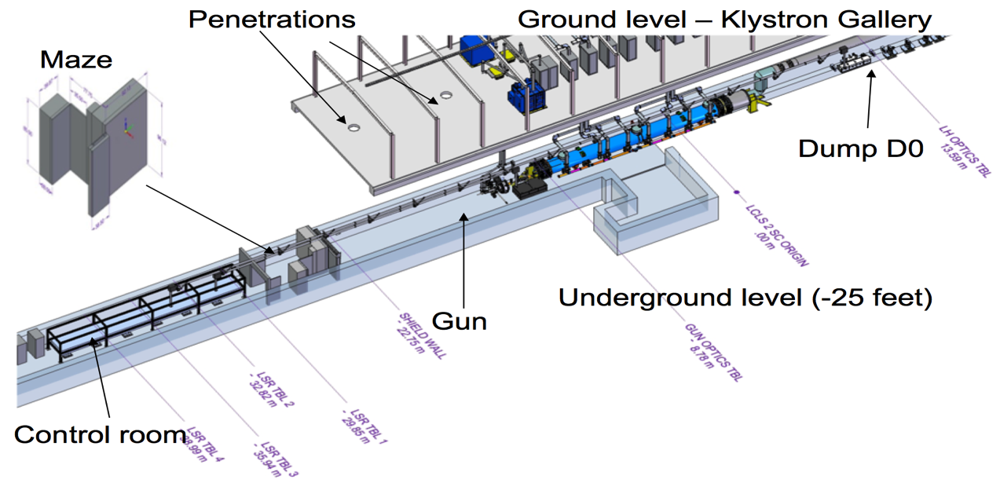 Penetrations
Ground level – Klystron Gallery
Maze
LH OPTICS TBL
13.59 m
Dump D0
LCLS 2 SC ORIGIN
.00 m
Underground level (-25 feet)
Gun
SHIELD WALL
- 22.75 m
GUN OPTICS TBL
- 8.78 m
LSR TBL 2
- 32.82 m
LSR TBL 1
- 29.85 m
Control room
LSR TBL 4
LSR TBL 3
- 35.94 m